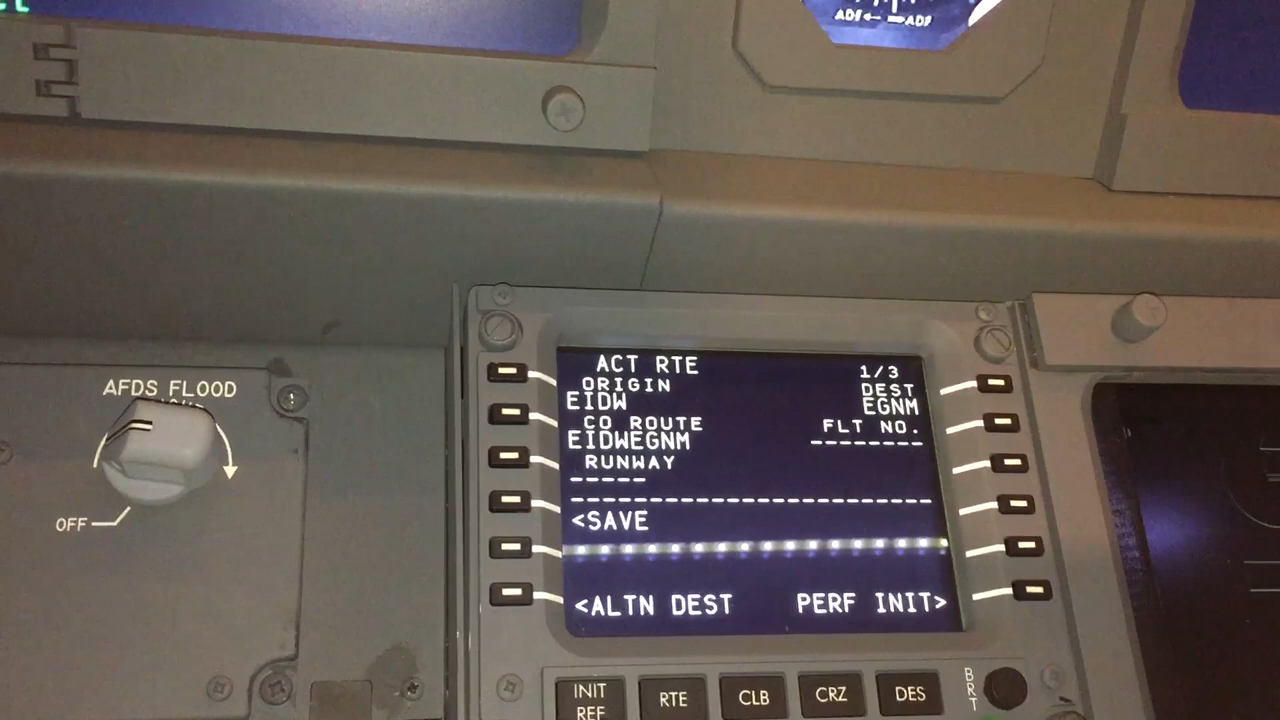 ADF ADF
AFDS FLOOD
OFF
ACT RTE 1/3
ORIGIN DEST
EIDW EGNM
CO ROUTE FLT NO.
EIDWEGNM --------
RUNWAY
-----
<SAVE
<ALTN DEST PERF INIT>
INIT REF
RTE
CLB
CRZ
DES
BRT